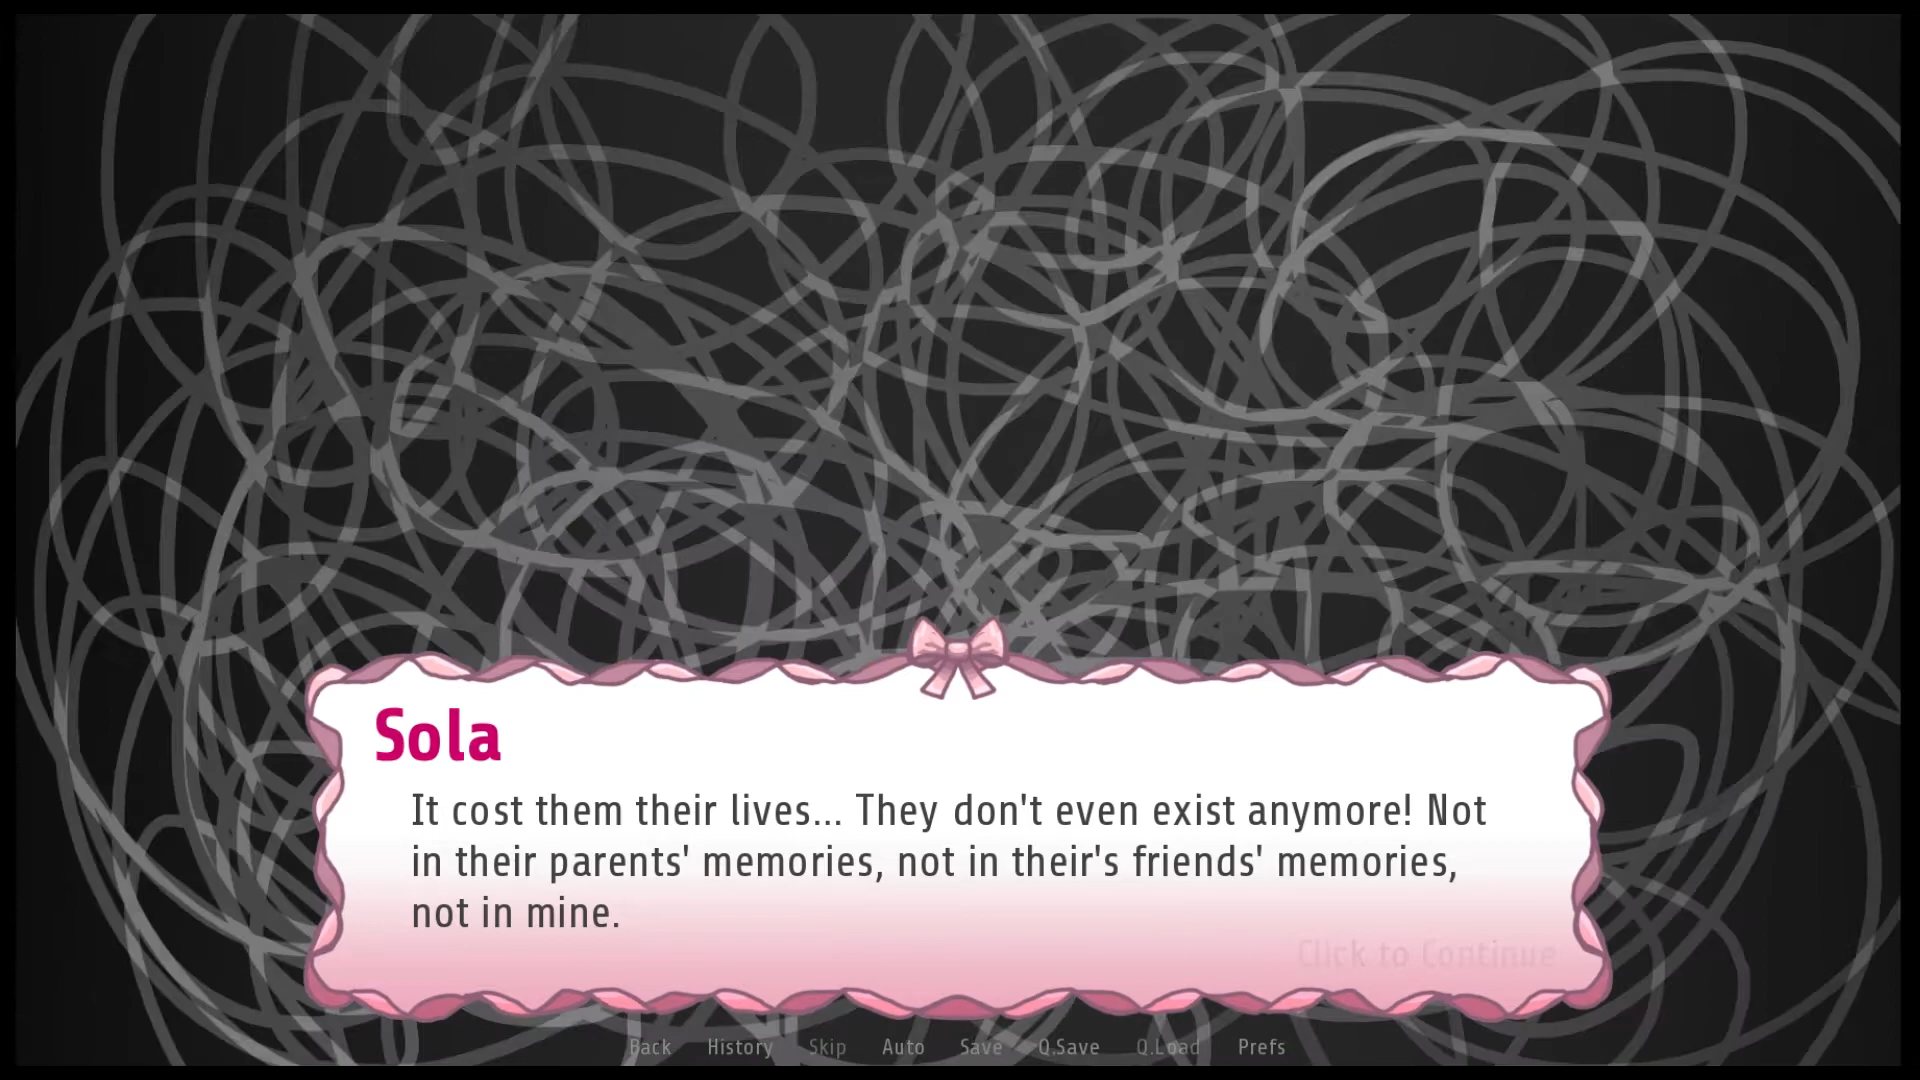 Sola
It cost them their lives... They don't even exist anymore! Not
in their parents' memories, not in their's friends' memories,
not in mine.
Click to Continue
Back History Skip Auto Save Q.Save Q.Load Prefs